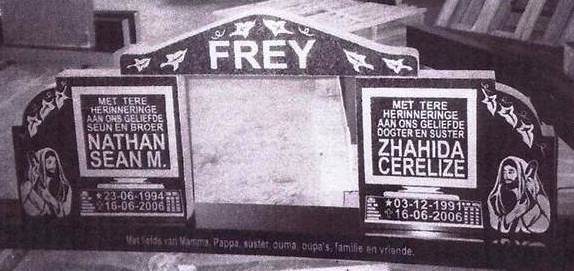 FREY
MET TERE
HERINNERINGE
AAN ONS GELIEFDE
SEUN EN BROER
NATHAN
SEAN M.
★23-06-1994
✞16-06-2006
MET TERE
HERINNERINGE
AAN ONS GELIEFDE
DOGTER EN SUSTER
ZHAHIDA
CERELIZE
★03-12-1991
✞16-06-2006
Met liefde van Mamma, Pappa, suster, ouma, oupa's, familie en vriende.